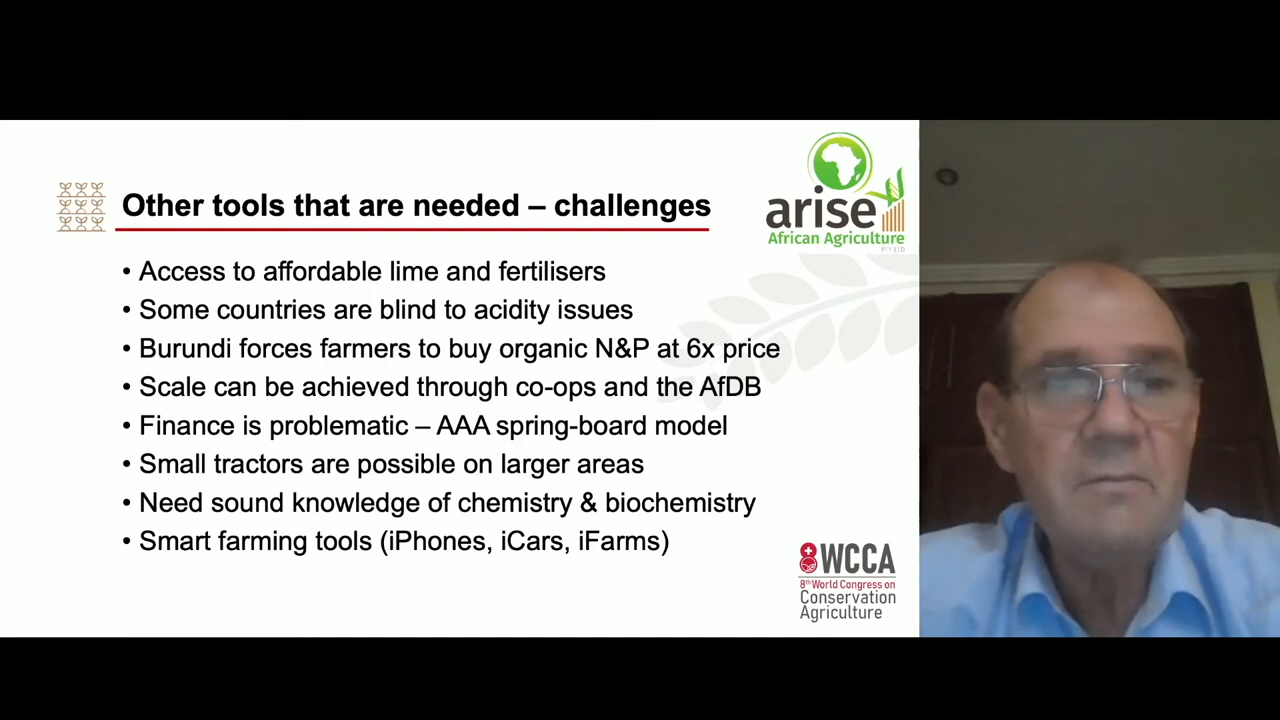 Other tools that are needed – challenges
arise
African Agriculture
PTY LTD
• Access to affordable lime and fertilisers
• Some countries are blind to acidity issues
• Burundi forces farmers to buy organic N&P at 6x price
• Scale can be achieved through co-ops and the AfDB
• Finance is problematic – AAA spring-board model
• Small tractors are possible on larger areas
• Need sound knowledge of chemistry & biochemistry
• Smart farming tools (iPhones, iCars, iFarms)
8WCCA
8th World Congress on
Conservation
Agriculture